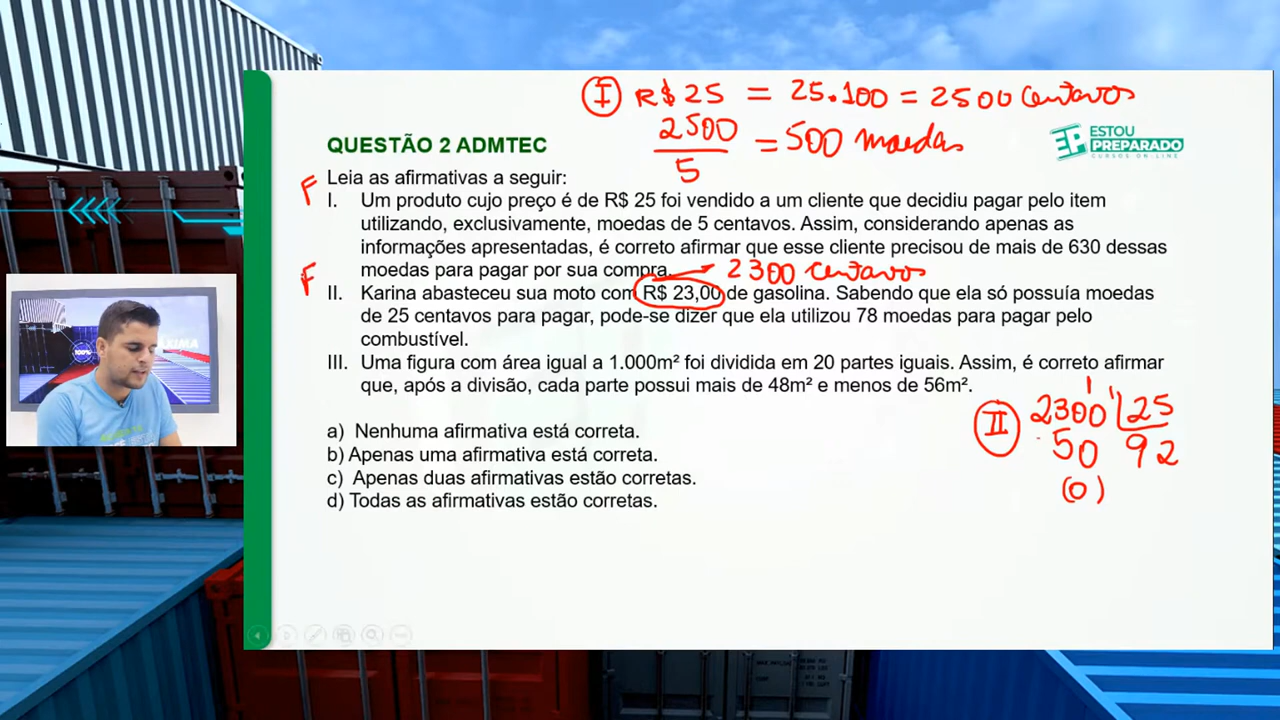 I R$ 25 = 25.100 = 2500 Centavos
2500
5
= 500 moedas
ESTOU
PREPARADO
CURSOS ON-LINE
QUESTÃO 2 ADMTEC
Leia as afirmativas a seguir:
F
I. Um produto cujo preço é de R$ 25 foi vendido a um cliente que decidiu pagar pelo item
utilizando, exclusivamente, moedas de 5 centavos. Assim, considerando apenas as
informações apresentadas, é correto afirmar que esse cliente precisou de mais de 630 dessas
moedas para pagar por sua compra.
2300 centavos
F
II. Karina abasteceu sua moto com R$ 23,00 de gasolina. Sabendo que ela só possuía moedas
de 25 centavos para pagar, pode-se dizer que ela utilizou 78 moedas para pagar pelo
combustível.
III. Uma figura com área igual a 1.000m² foi dividida em 20 partes iguais. Assim, é correto afirmar
que, após a divisão, cada parte possui mais de 48m² e menos de 56m².
II 2300 25
50 92
(0)
a) Nenhuma afirmativa está correta.
b) Apenas uma afirmativa está correta.
c) Apenas duas afirmativas estão corretas.
d) Todas as afirmativas estão corretas.
100%